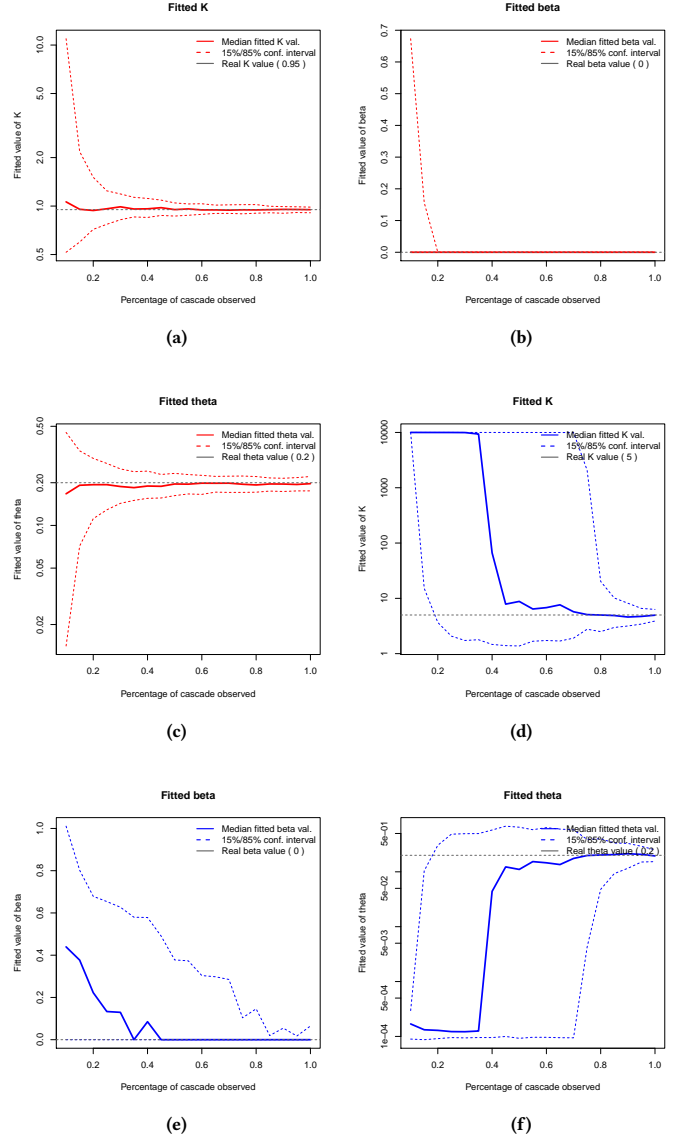 Fitted K
Median fitted K val.
15%/85% conf. interval
Real K value ( 0.95 )
Fitted value of K
10.0
5.0
2.0
1.0
0.5
0.2 0.4 0.6 0.8 1.0
Percentage of cascade observed
(a)
Fitted beta
Median fitted beta val.
15%/85% conf. interval
Real beta value ( 0 )
Fitted value of beta
0.7
0.6
0.5
0.4
0.3
0.2
0.1
0.0
0.2 0.4 0.6 0.8 1.0
Percentage of cascade observed
(b)
Fitted theta
Median fitted theta val.
15%/85% conf. interval
Real theta value ( 0.2 )
Fitted value of theta
0.50
0.20
0.10
0.05
0.02
0.2 0.4 0.6 0.8 1.0
Percentage of cascade observed
(c)
Fitted K
Median fitted K val.
15%/85% conf. interval
Real K value ( 5 )
Fitted value of K
10000
1000
100
10
1
0.2 0.4 0.6 0.8 1.0
Percentage of cascade observed
(d)
Fitted beta
Median fitted beta val.
15%/85% conf. interval
Real beta value ( 0 )
Fitted value of beta
1.0
0.8
0.6
0.4
0.2
0.0
0.2 0.4 0.6 0.8 1.0
Percentage of cascade observed
(e)
Fitted theta
Median fitted theta val.
15%/85% conf. interval
Real theta value ( 0.2 )
Fitted value of theta
5e-01
5e-02
5e-03
5e-04
1e-04
0.2 0.4 0.6 0.8 1.0
Percentage of cascade observed
(f)